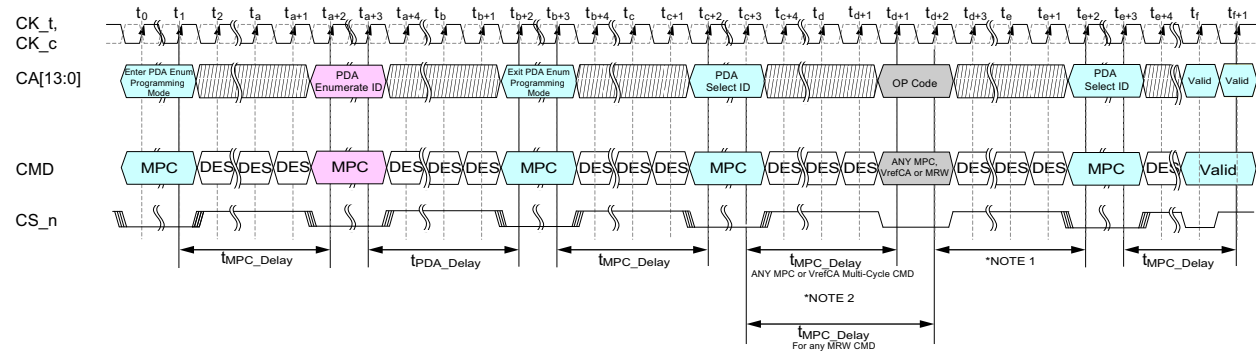 t0 t1 t2 ta ta+1 ta+2 ta+3 ta+4 tb tb+1 tb+2 tb+3 tb+4 tc tc+1 tc+2 tc+3 tc+4 td td+1 td+1 td+2 td+3 te te+1 te+2 te+3 te+4 tf tf+1
CK_t,
CK_c
CA[13:0]
Enter PDA Enum Programming Mode
PDA Enumerate ID
Exit PDA Enum Programming Mode
PDA Select ID
OP Code
PDA Select ID
Valid
Valid
CMD
MPC DES DES DES MPC DES DES DES MPC DES DES DES MPC DES DES DES
ANY MPC, VrefCA or MRW
DES DES DES MPC DES Valid
CS_n
tMPC_Delay
tPDA_Delay
tMPC_Delay
tMPC_Delay
ANY MPC or VrefCA Multi-Cycle CMD
*NOTE 1
tMPC_Delay
*NOTE 2
tMPC_Delay
For any MRW CMD